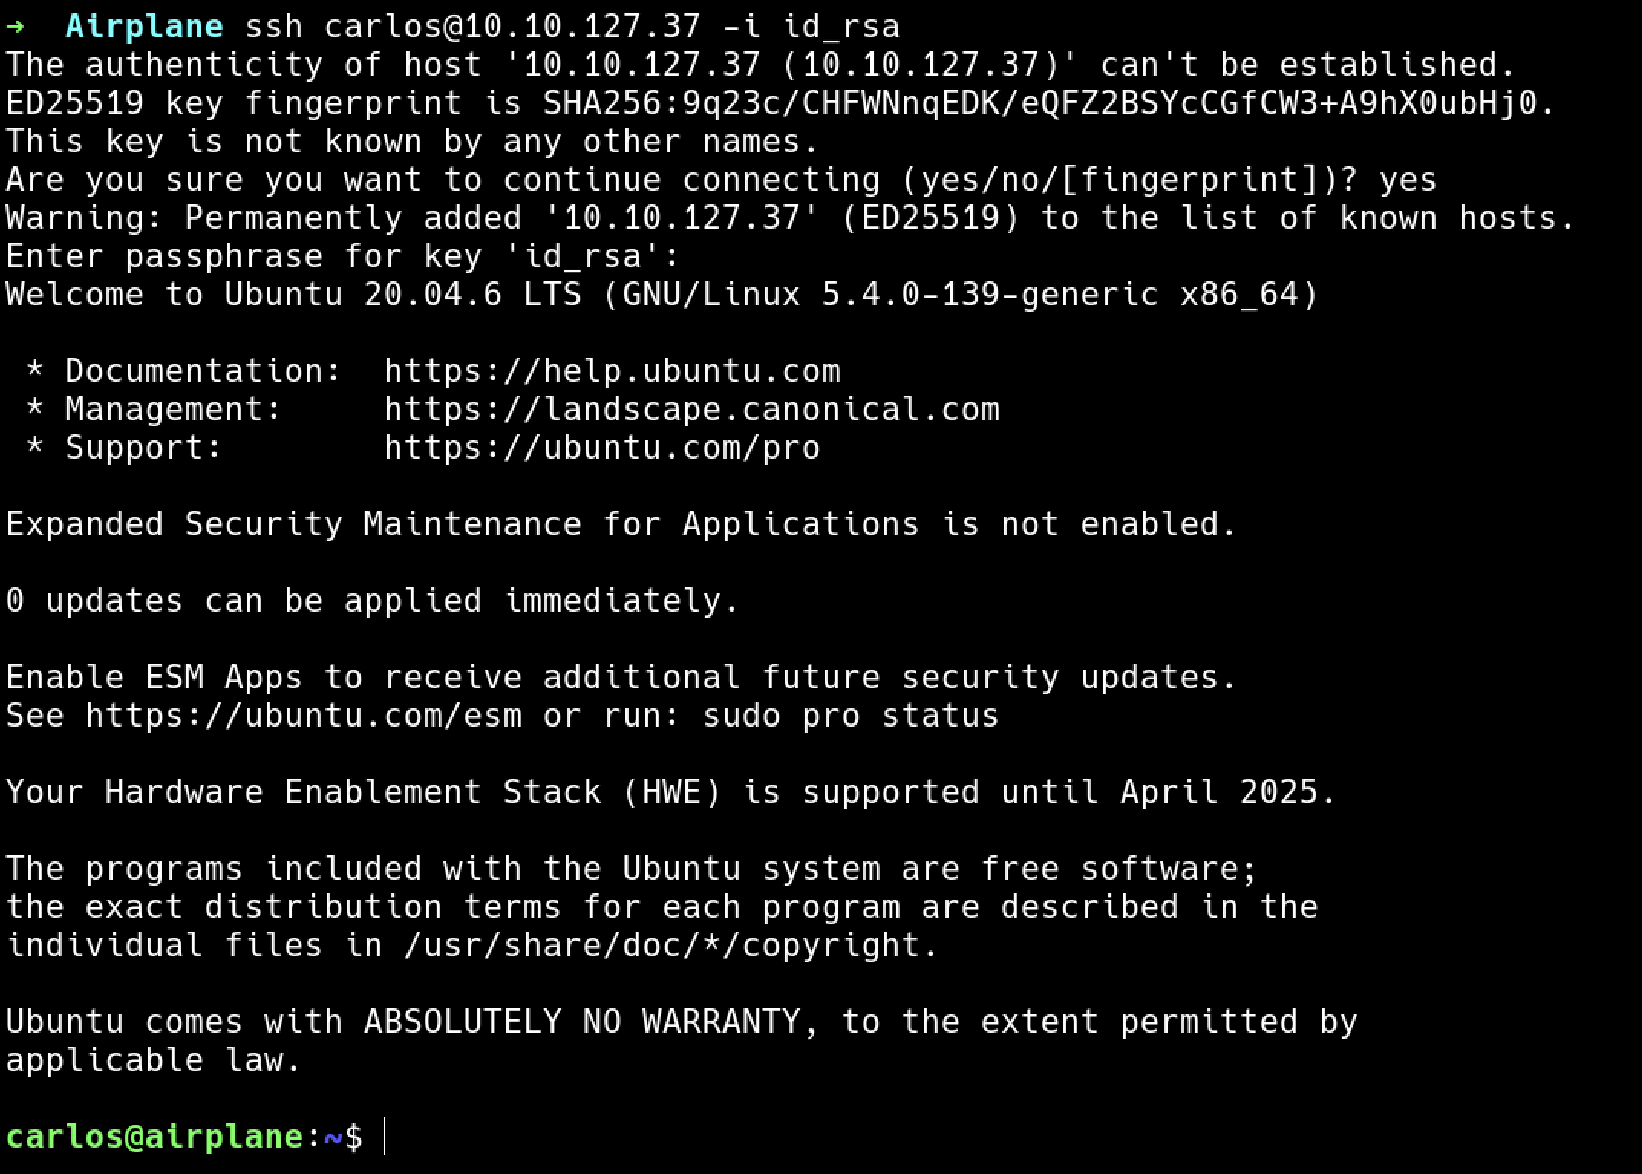 →  Airplane ssh carlos@10.10.127.37 -i id_rsa
The authenticity of host '10.10.127.37 (10.10.127.37)' can't be established.
ED25519 key fingerprint is SHA256:9q23c/CHFWNnqEDK/eQFZ2BSYcCGfCW3+A9hX0ubHj0.
This key is not known by any other names.
Are you sure you want to continue connecting (yes/no/[fingerprint])? yes
Warning: Permanently added '10.10.127.37' (ED25519) to the list of known hosts.
Enter passphrase for key 'id_rsa':
Welcome to Ubuntu 20.04.6 LTS (GNU/Linux 5.4.0-139-generic x86_64)
* Documentation:  https://help.ubuntu.com
* Management:     https://landscape.canonical.com
* Support:        https://ubuntu.com/pro
Expanded Security Maintenance for Applications is not enabled.
0 updates can be applied immediately.
Enable ESM Apps to receive additional future security updates.
See https://ubuntu.com/esm or run: sudo pro status
Your Hardware Enablement Stack (HWE) is supported until April 2025.
The programs included with the Ubuntu system are free software;
the exact distribution terms for each program are described in the
individual files in /usr/share/doc/*/copyright.
Ubuntu comes with ABSOLUTELY NO WARRANTY, to the extent permitted by
applicable law.
carlos@airplane:~$